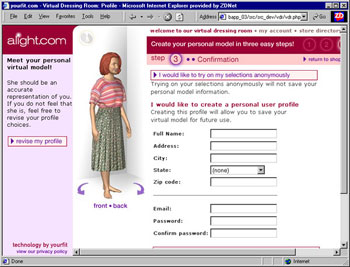 yourfit.com - Virtual Dressing Room: Profile - Microsoft Internet Explorer provided by ZDNet
File
Edit
View
Favorites
Tools
Help
Back
Address
Go
Links
welcome to our virtual dressing room • my account • store directory
alight.com
Create your personal model in three easy steps!
1 2 3
step 3 •• Confirmation
return to shop
Meet your personal virtual model!
She should be an
accurate
representation of you.
If you do not feel that
she is, feel free to
revise your profile
choices.
revise my profile
front • back
I would like to try on my selections anonymously
Trying on your selections anonymously will not save your
personal model information.
I would like to create a personal user profile
Creating this profile will allow you to save your
virtual model for future use.
Full Name:
Address:
City:
State:
(none)
Zip code:
Email:
Password:
Confirm password:
technology by yourfit
view our privacy policy
Done
Internet